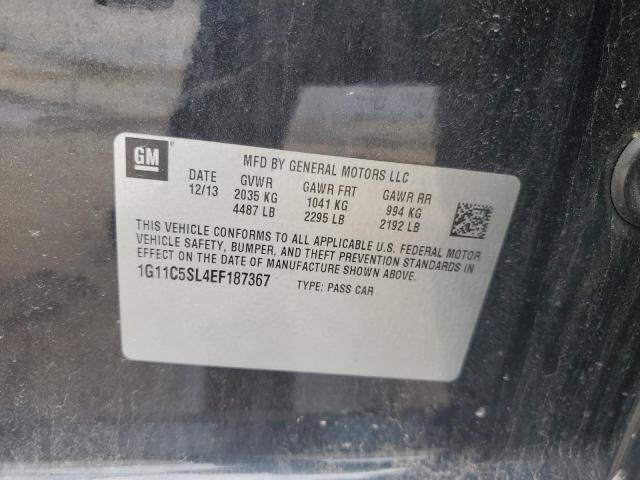 GM ®
MFD BY GENERAL MOTORS LLC
DATE GVWR GAWR FRT GAWR RR
12/13 2035 KG 1041 KG 994 KG
4487 LB 2295 LB 2192 LB
THIS VEHICLE CONFORMS TO ALL APPLICABLE U.S. FEDERAL MOTOR
VEHICLE SAFETY, BUMPER, AND THEFT PREVENTION STANDARDS IN
EFFECT ON THE DATE OF MANUFACTURE SHOWN ABOVE.
1G11C5SL4EF187367 TYPE: PASS CAR